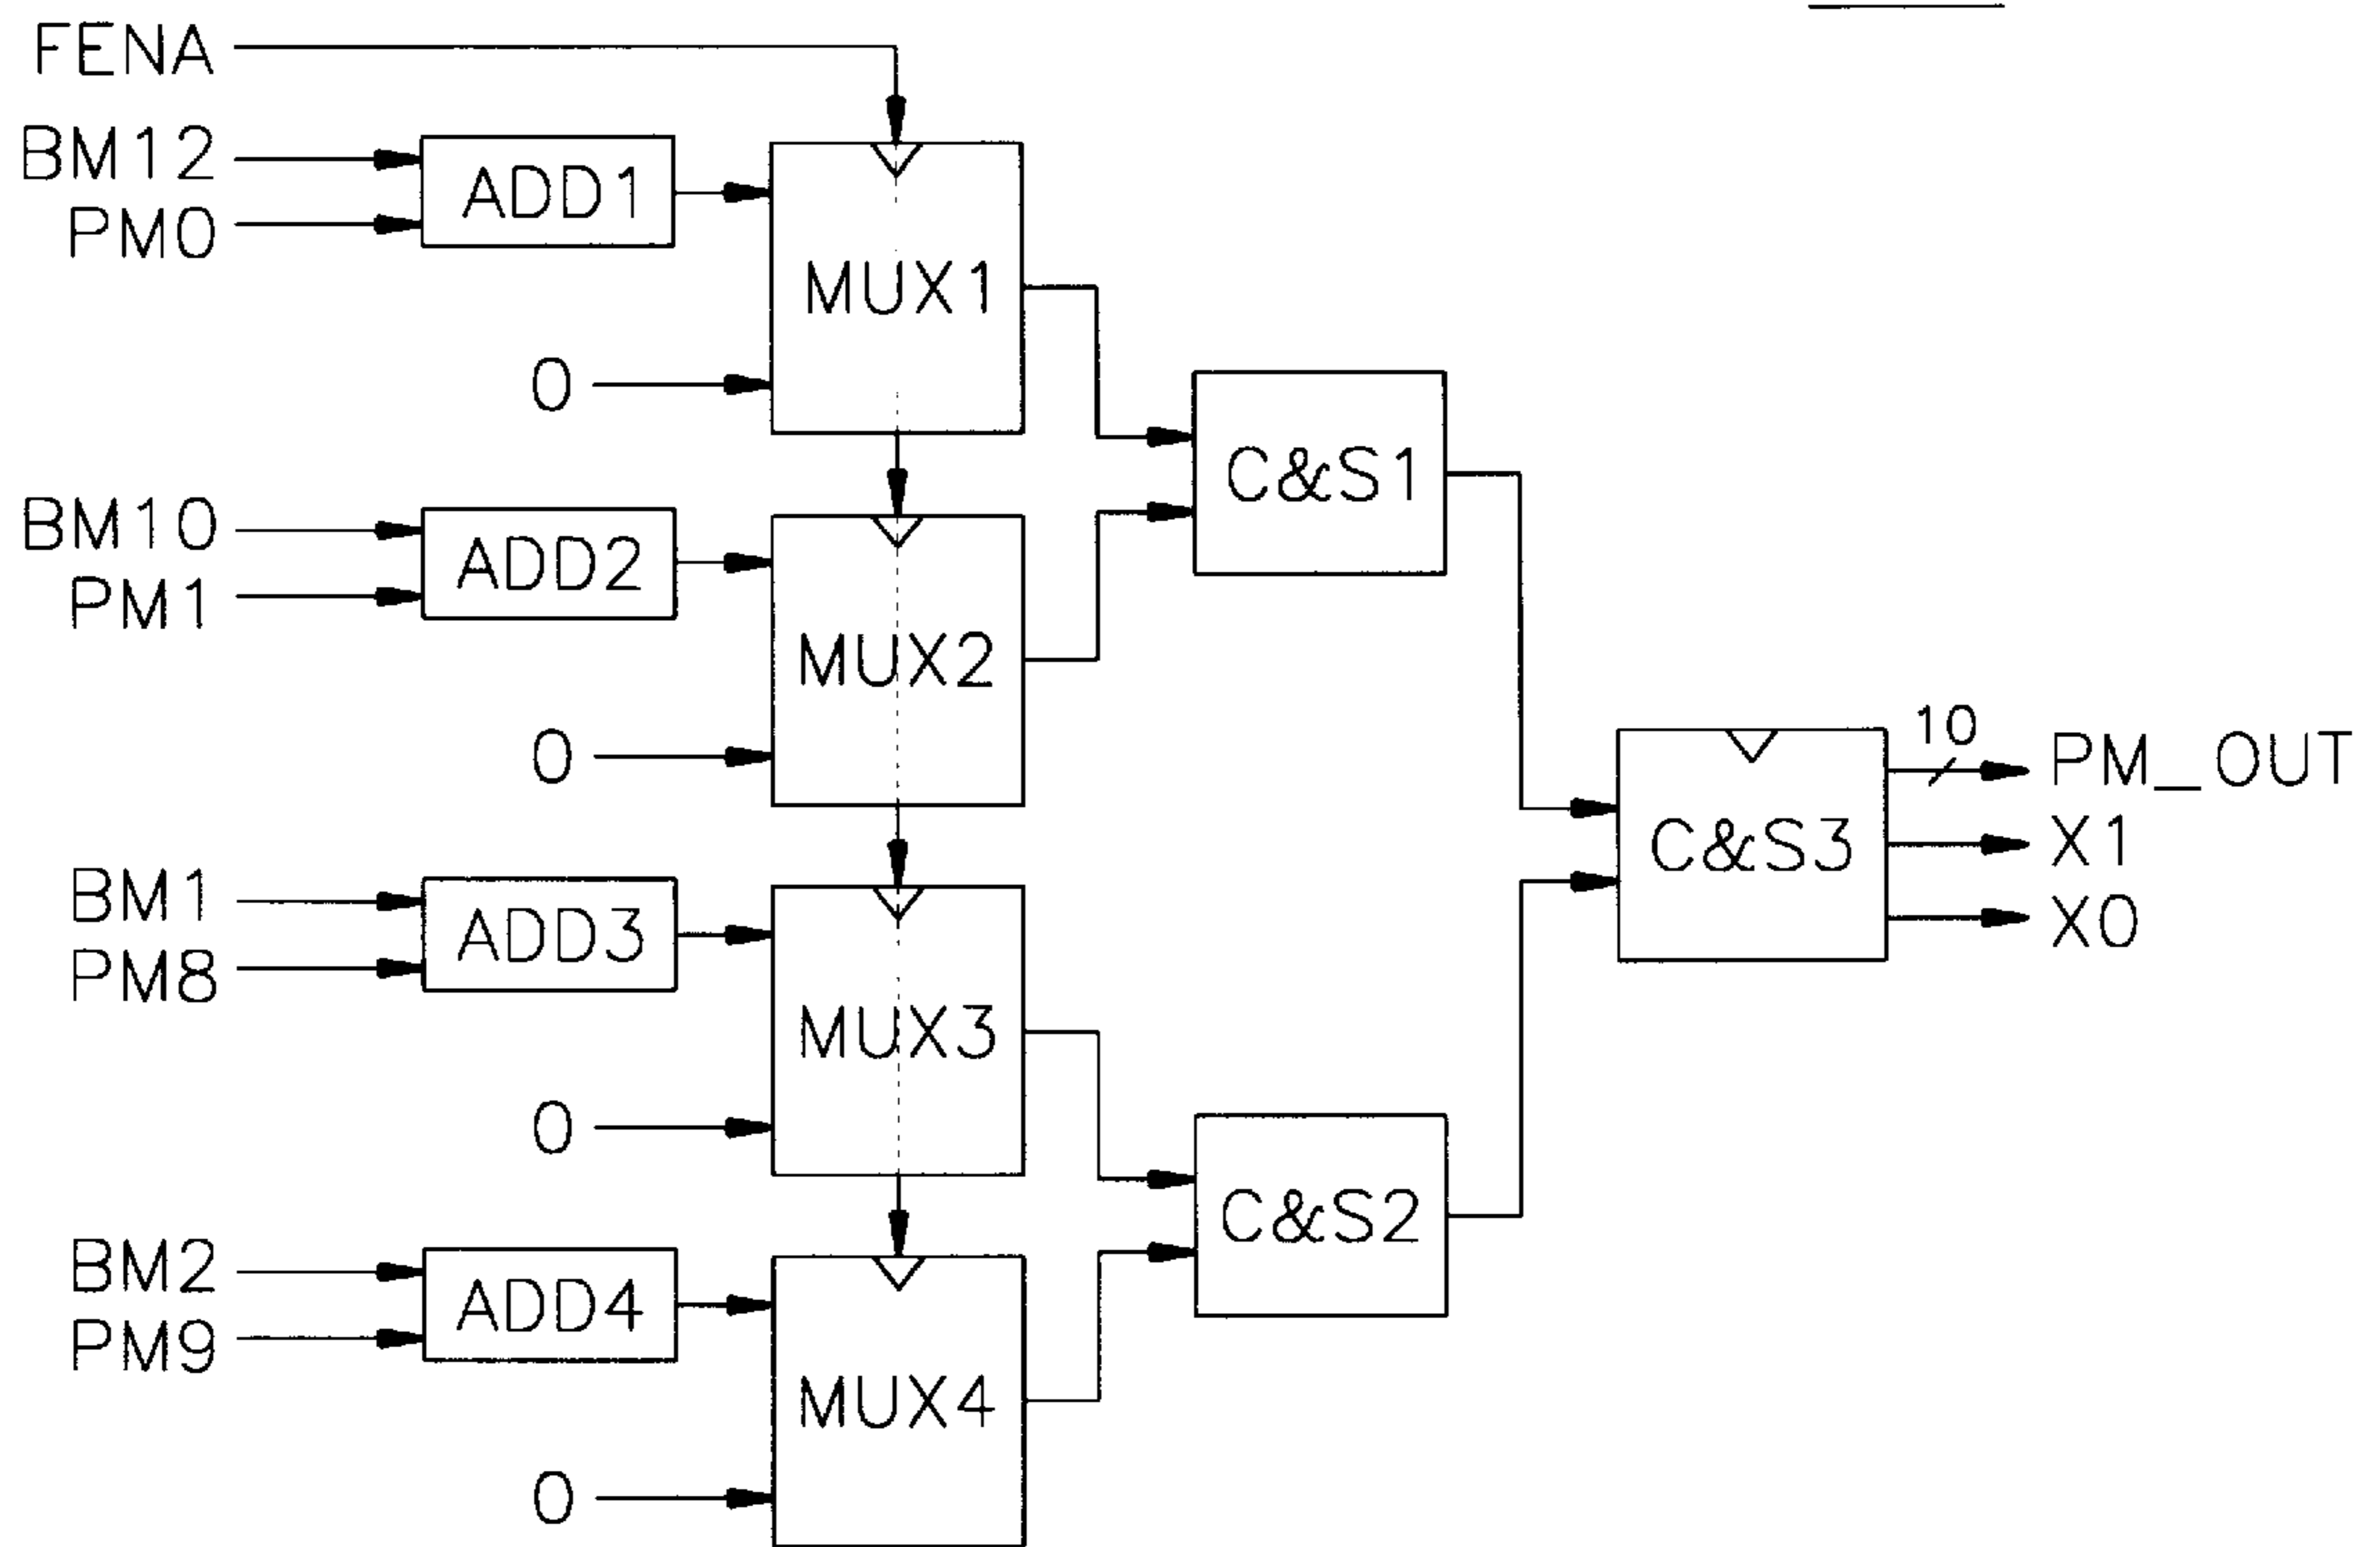 FENA
BM12
PM0
ADD1
MUX1
0
C&S1
BM10
PM1
ADD2
MUX2
0
10
PM_OUT
X1
X0
C&S3
BM1
PM8
ADD3
MUX3
0
C&S2
BM2
PM9
ADD4
MUX4
0